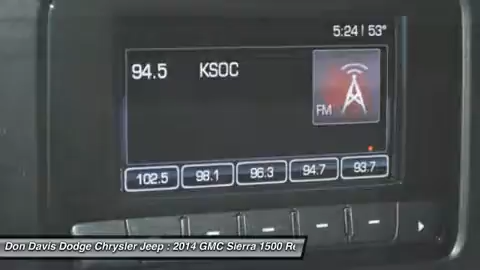 5:24 | 53°
94.5 KSOC
FM
102.5 98.1 96.3 94.7 93.7
Don Davis Dodge Chrysler Jeep : 2014 GMC Sierra 1500 R